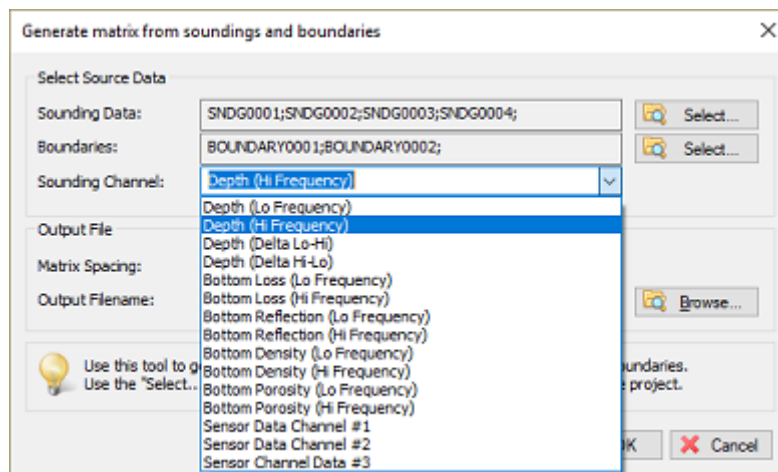 Generate matrix from soundings and boundaries
Select Source Data
Sounding Data: SNDG0001;SNDG0002;SNDG0003;SNDG0004; Select...
Boundaries: BOUNDARY0001;BOUNDARY0002; Select...
Sounding Channel: Depth (Hi Frequency)
Depth (Lo Frequency)
Output File Depth (Hi Frequency)
Depth (Delta Lo-Hi)
Matrix Spacing: Depth (Delta Hi-Lo)
Bottom Loss (Lo Frequency)
Output Filename: Bottom Loss (Hi Frequency) Browse...
Bottom Reflection (Lo Frequency)
Bottom Reflection (Hi Frequency)
Bottom Density (Lo Frequency)
Use this tool to g Bottom Density (Hi Frequency) oundaries.
Use the "Select.. Bottom Porosity (Lo Frequency) project.
Bottom Porosity (Hi Frequency)
Sensor Data Channel #1
Sensor Data Channel #2 K Cancel
Sensor Channel Data #3